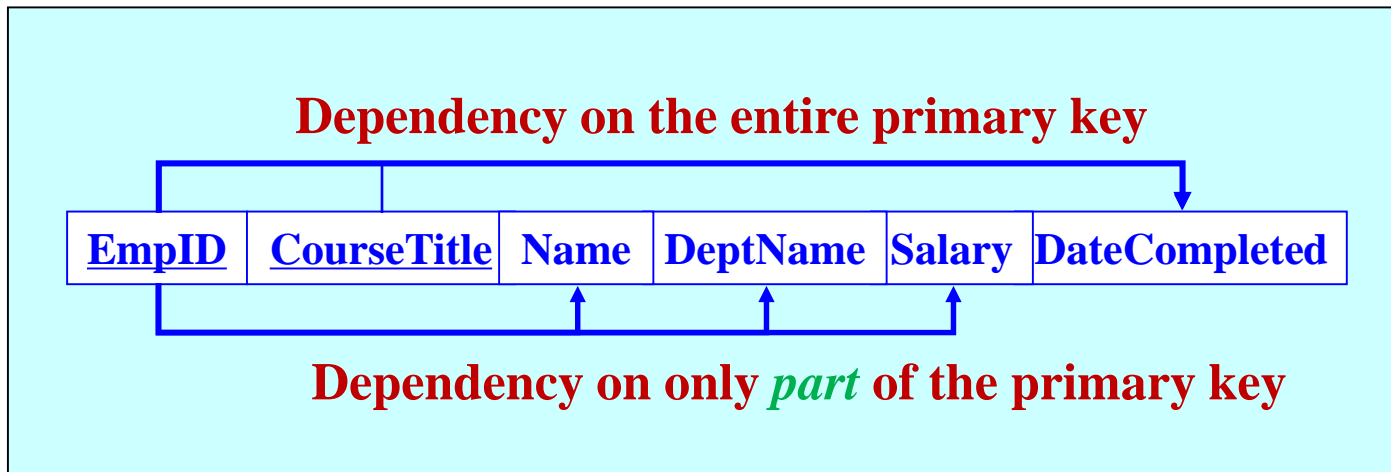 Dependency on the entire primary key
EmpID CourseTitle Name DeptName Salary DateCompleted
Dependency on only part of the primary key